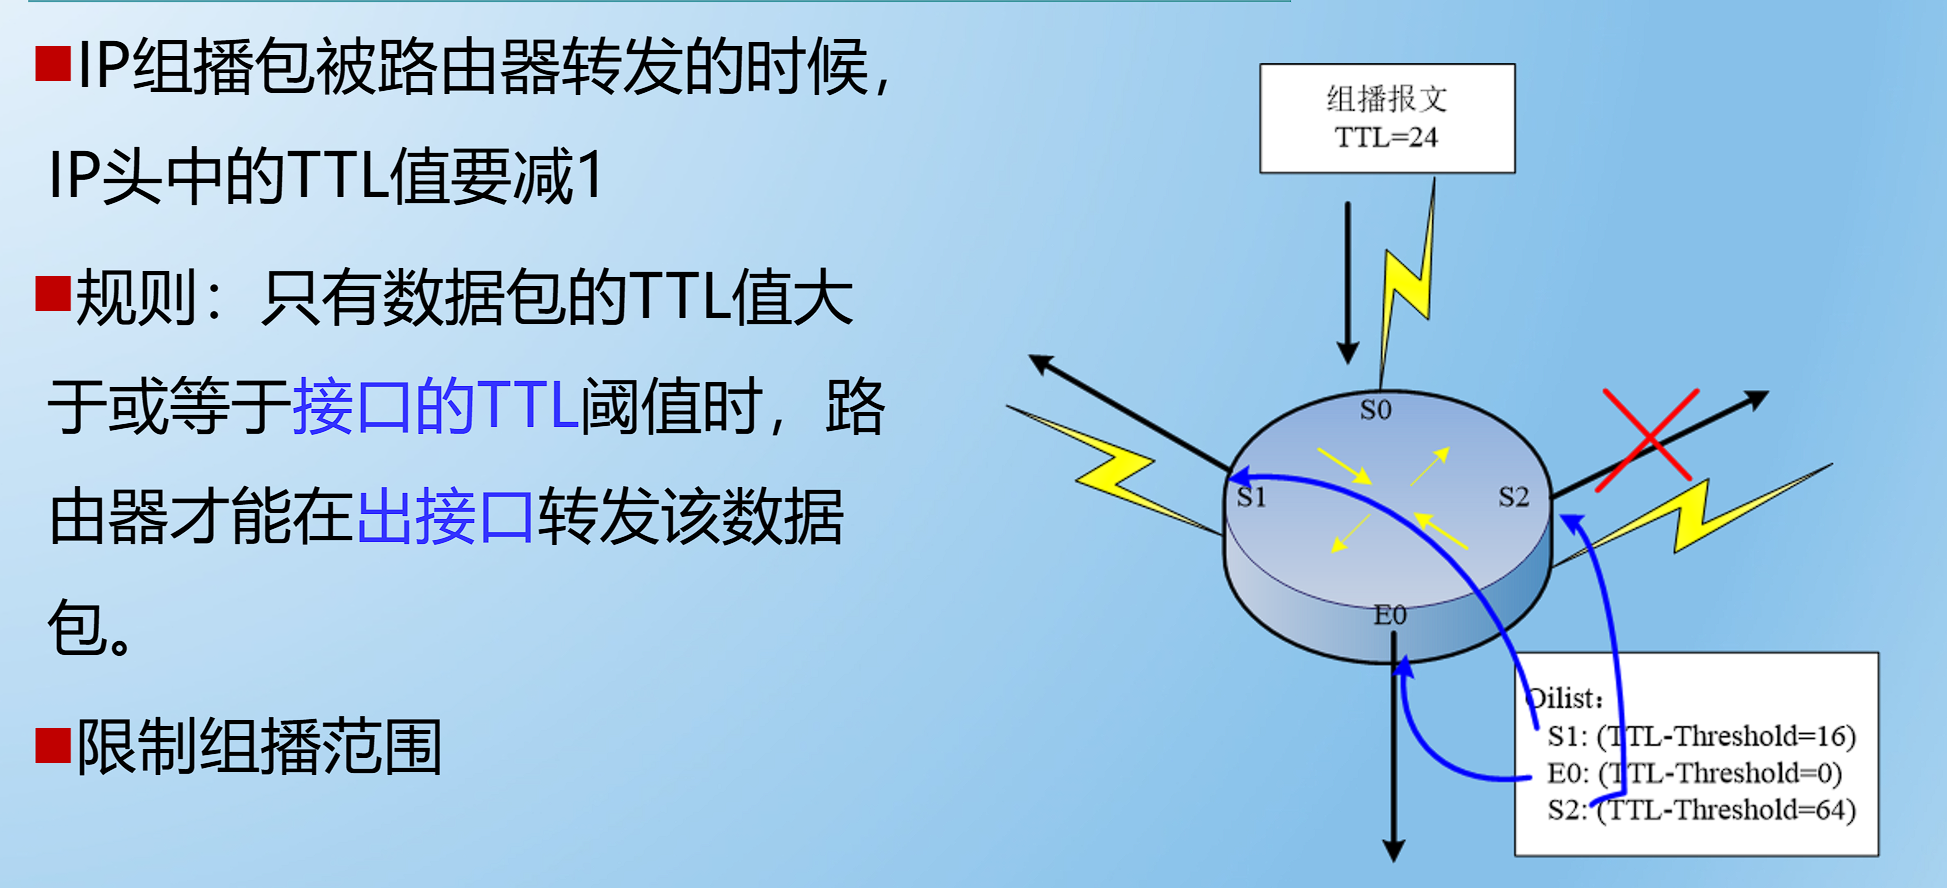 ■IP组播包被路由器转发的时候,
IP头中的TTL值要减1
■规则：只有数据包的TTL值大
于或等于接口的TTL阈值时，路
由器才能在出接口转发该数据
包。
■限制组播范围
组播报文
TTL=24
S0
S1
S2
E0
Oilist：
S1: (TTL-Threshold=16)
E0: (TTL-Threshold=0)
S2: (TTL-Threshold=64)